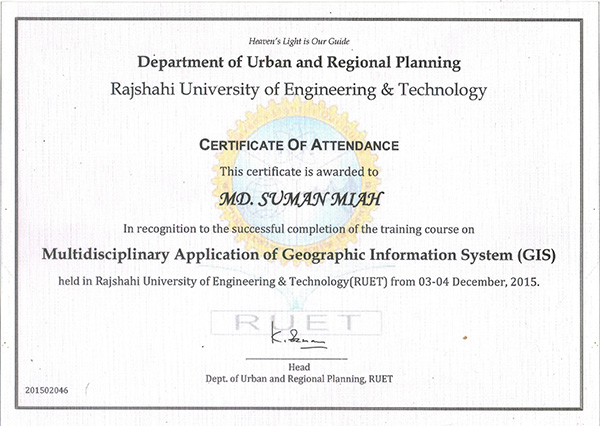 Heaven's Light is Our Guide
Department of Urban and Regional Planning
Rajshahi University of Engineering & Technology
CERTIFICATE OF ATTENDANCE
This certificate is awarded to
MD. SUMAN MIAH
In recognition to the successful completion of the training course on
Multidisciplinary Application of Geographic Information System (GIS)
held in Rajshahi University of Engineering & Technology(RUET) from 03-04 December, 2015.
RUET
Head
Dept. of Urban and Regional Planning, RUET
201502046